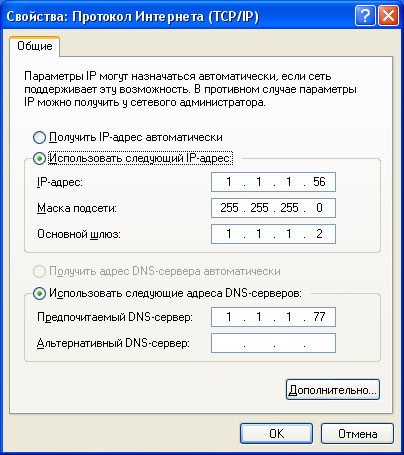 Свойства: Протокол Интернета (TCP/IP)
Общие
Параметры IP могут назначаться автоматически, если сеть
поддерживает эту возможность. В противном случае параметры
IP можно получить у сетевого администратора.
Получить IP-адрес автоматически
Использовать следующий IP-адрес:
IP-адрес: 1 . 1 . 1 . 56
Маска подсети: 255 . 255 . 255 . 0
Основной шлюз: 1 . 1 . 1 . 2
Получить адрес DNS-сервера автоматически
Использовать следующие адреса DNS-серверов:
Предпочитаемый DNS-сервер: 1 . 1 . 1 . 77
Альтернативный DNS-сервер: . . .
Дополнительно...
ОК Отмена